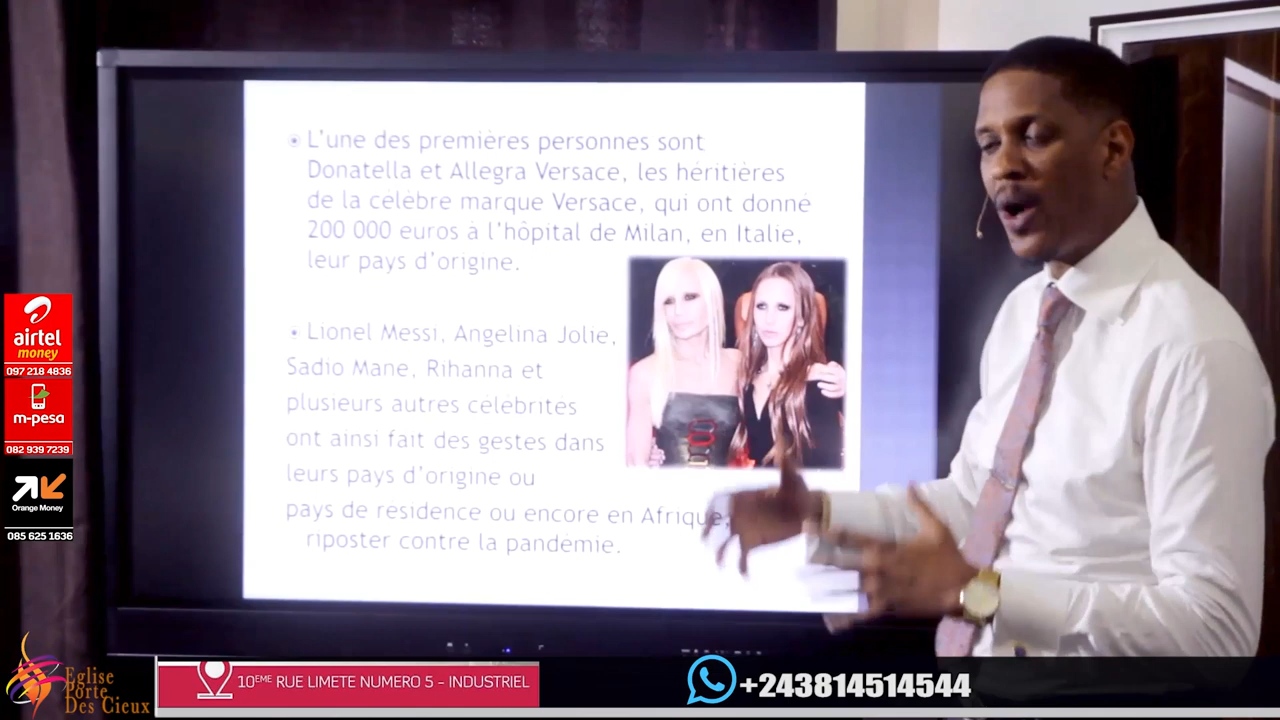 L'une des premières personnes sont
Donatella et Allegra Versace, les héritières
de la célèbre marque Versace, qui ont donné
200 000 euros à l'hôpital de Milan, en Italie,
leur pays d'origine.
Lionel Messi, Angelina Jolie,
Sadio Mane, Rihanna et
plusieurs autres célébrités
ont ainsi fait des gestes dans
leurs pays d'origine ou
pays de résidence ou encore en Afrique,
riposter contre la pandémie.
airtel
money
097 218 4836
m-pesa
082 939 7239
Orange Money
085 625 1636
Eglise
Porte
Des Cieux
10EME RUE LIMETE NUMERO 5 - INDUSTRIEL
+243814514544